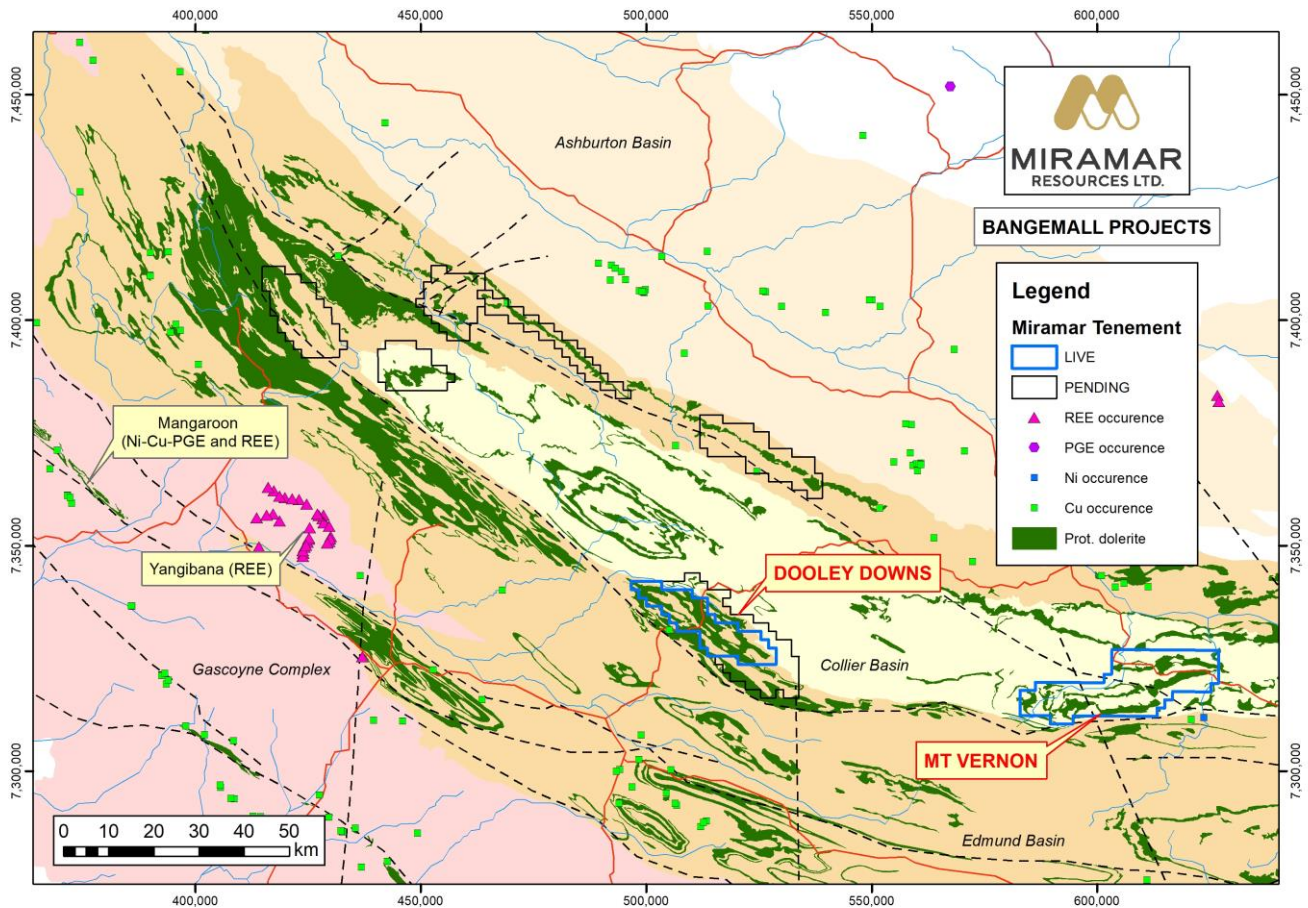 400,000
450,000
500,000
550,000
600,000
7,450,000
7,450,000
Ashburton Basin
MIRAMAR
RESOURCES LTD.
BANGEMALL PROJECTS
Legend
Miramar Tenement
LIVE
PENDING
REE occurence
PGE occurence
Ni occurence
Cu occurence
Prot. dolerite
7,400,000
7,400,000
Mangaroon
(Ni-Cu-PGE and REE)
7,350,000
7,350,000
Yangibana (REE)
DOOLEY DOWNS
Gascoyne Complex
Collier Basin
MT VERNON
7,300,000
7,300,000
Edmund Basin
0 10 20 30 40 50
km
400,000
450,000
500,000
550,000
600,000